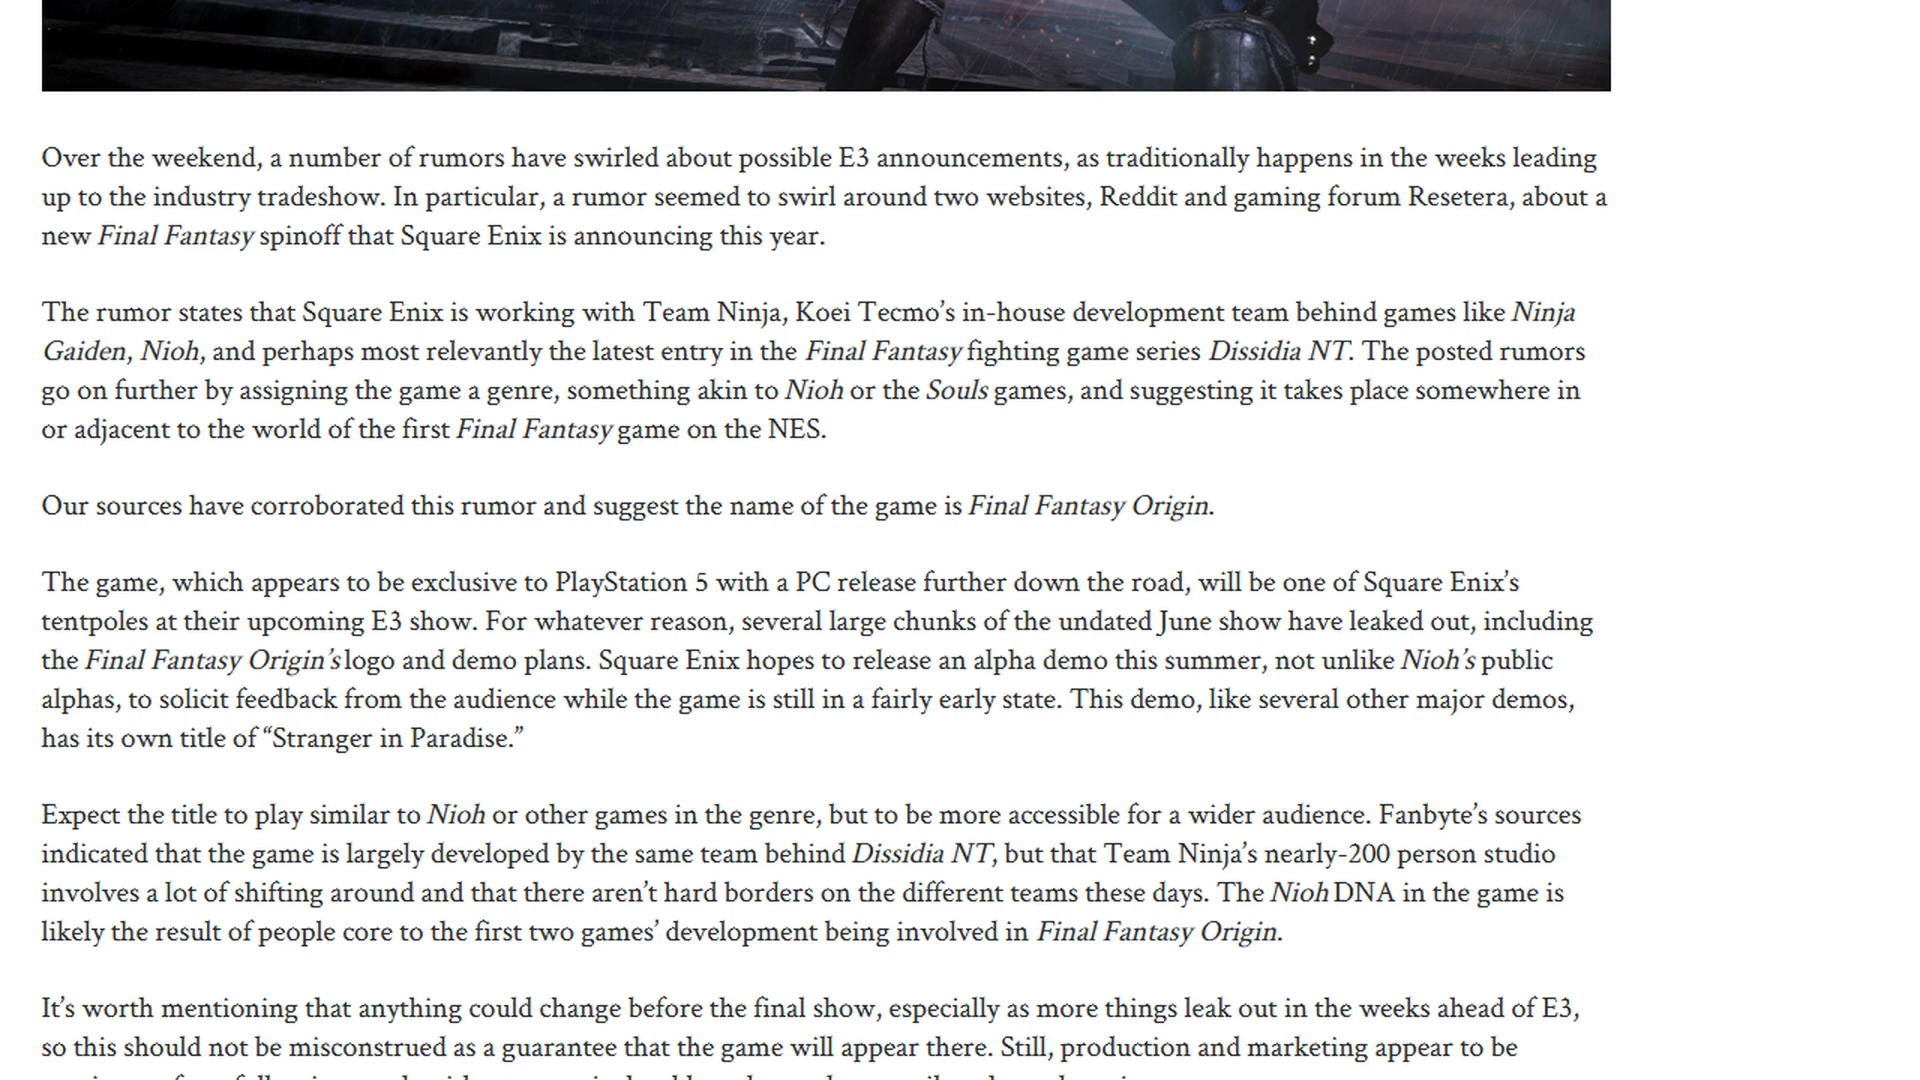 Over the weekend, a number of rumors have swirled about possible E3 announcements, as traditionally happens in the weeks leading
up to the industry tradeshow. In particular, a rumor seemed to swirl around two websites, Reddit and gaming forum Resetera, about a
new Final Fantasy spinoff that Square Enix is announcing this year.
The rumor states that Square Enix is working with Team Ninja, Koei Tecmo’s in-house development team behind games like Ninja
Gaiden, Nioh, and perhaps most relevantly the latest entry in the Final Fantasy fighting game series Dissidia NT. The posted rumors
go on further by assigning the game a genre, something akin to Nioh or the Souls games, and suggesting it takes place somewhere in
or adjacent to the world of the first Final Fantasy game on the NES.
Our sources have corroborated this rumor and suggest the name of the game is Final Fantasy Origin.
The game, which appears to be exclusive to PlayStation 5 with a PC release further down the road, will be one of Square Enix’s
tentpoles at their upcoming E3 show. For whatever reason, several large chunks of the undated June show have leaked out, including
the Final Fantasy Origin’s logo and demo plans. Square Enix hopes to release an alpha demo this summer, not unlike Nioh’s public
alphas, to solicit feedback from the audience while the game is still in a fairly early state. This demo, like several other major demos,
has its own title of “Stranger in Paradise.”
Expect the title to play similar to Nioh or other games in the genre, but to be more accessible for a wider audience. Fanbyte’s sources
indicated that the game is largely developed by the same team behind Dissidia NT, but that Team Ninja’s nearly-200 person studio
involves a lot of shifting around and that there aren’t hard borders on the different teams these days. The Nioh DNA in the game is
likely the result of people core to the first two games’ development being involved in Final Fantasy Origin.
It’s worth mentioning that anything could change before the final show, especially as more things leak out in the weeks ahead of E3,
so this should not be misconstrued as a guarantee that the game will appear there. Still, production and marketing appear to be